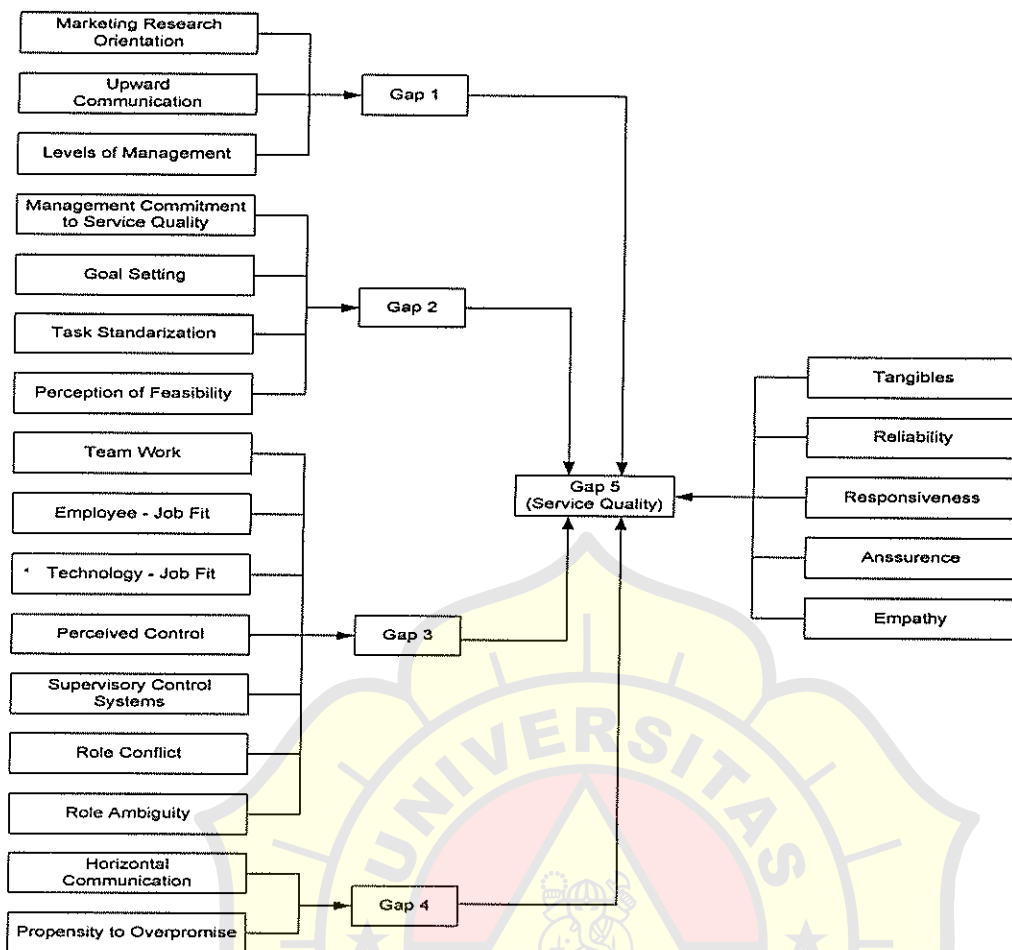 Marketing Research
Orientation
Upward
Communication
Levels of Management
Management Commitment
to Service Quality
Goal Setting
Task Standarization
Perception of Feasibility
Team Work
Employee - Job Fit
Technology - Job Fit
Perceived Control
Supervisory Control
Systems
Role Conflict
Role Ambiguity
Horizontal
Communication
Propensity to Overpromise
Gap 1
Gap 2
Gap 3
Gap 4
Gap 5
(Service Quality)
Tangibles
Reliability
Responsiveness
Anssurence
Empathy
UNIVERSITAS